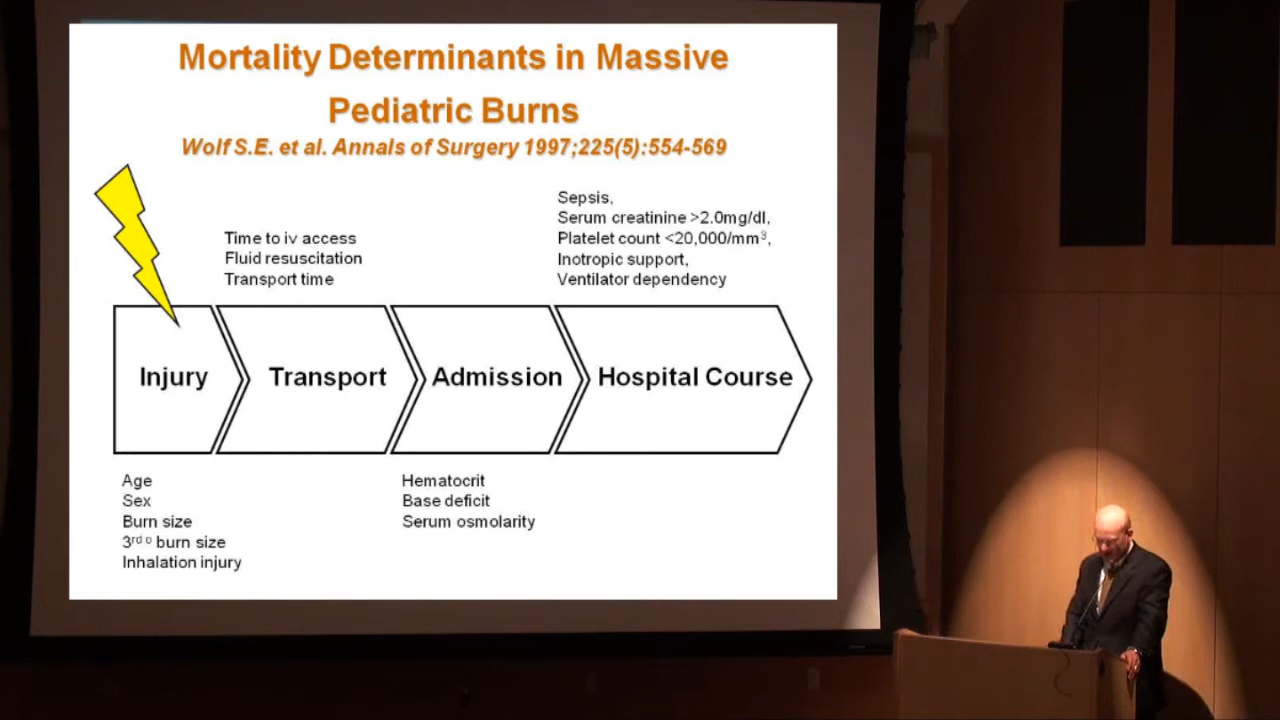 Mortality Determinants in Massive
Pediatric Burns
Wolf S.E. et al. Annals of Surgery 1997;225(5):554-569
Time to iv access
Fluid resuscitation
Transport time
Sepsis,
Serum creatinine >2.0mg/dl,
Platelet count <20,000/mm³,
Inotropic support,
Ventilator dependency
Injury
Transport
Admission
Hospital Course
Age
Sex
Burn size
3rd o burn size
Inhalation injury
Hematocrit
Base deficit
Serum osmolarity